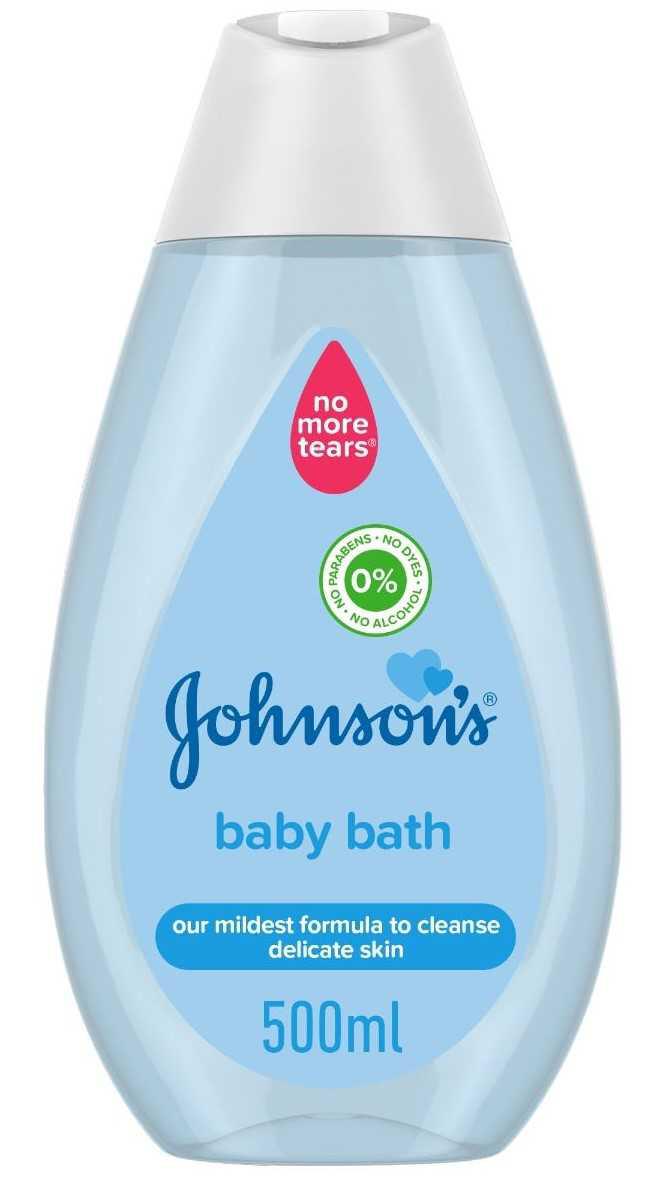 no
more
tears®
NO PARABENS • NO DYES • NO ALCOHOL •
0%
Johnson's®
baby bath
our mildest formula to cleanse
delicate skin
500ml